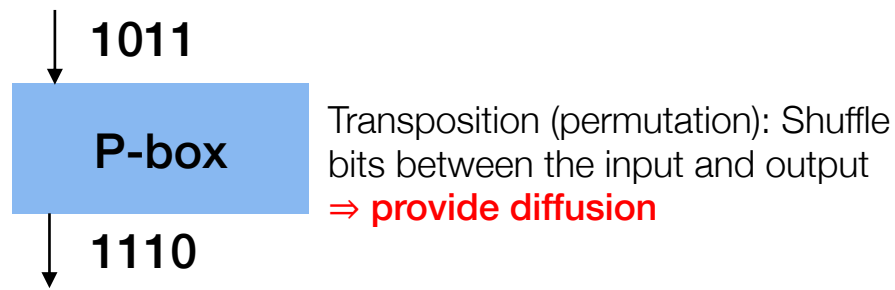 1011
P-box
Transposition (permutation): Shuffle
bits between the input and output
⇒ provide diffusion
1110